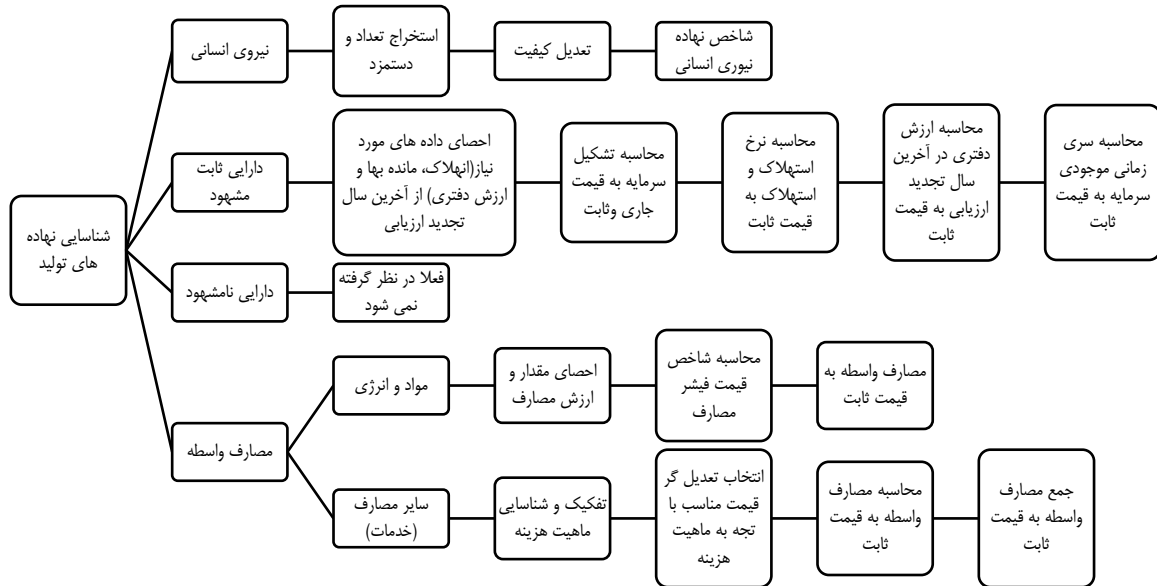 شناسایی نهاده
های تولید
نیروی انسانی
استخراج تعداد و
دستمزد
تعدیل کیفیت
شاخص نهاده
نیوری انسانی
دارایی ثابت
مشهود
احصای داده های مورد
نیاز(انهلاک، مانده بها و
ارزش دفتری) از آخرین سال
تجدید ارزیابی
محاسبه تشکیل
سرمایه به قیمت
جاری وثابت
محاسبه نرخ
استهلاک و
استهلاک به
قیمت ثابت
محاسبه ارزش
دفتری در آخرین
سال تجدید
ارزیابی به قیمت
ثابت
محاسبه سری
زمانی موجودی
سرمایه به قیمت
ثابت
دارایی نامشهود
فعلا در نظر گرفته
نمی شود
مصارف واسطه
مواد و انرژی
احصای مقدار و
ارزش مصارف
محاسبه شاخص
قیمت فیشر
مصارف
مصارف واسطه به
قیمت ثابت
سایر مصارف
(خدمات)
تفکیک و شناسایی
ماهیت هزینه
انتخاب تعدیل گر
قیمت مناسب با
تجه به ماهیت
هزینه
محاسبه مصارف
واسطه به قیمت
ثابت
جمع مصارف
واسطه به قیمت
ثابت